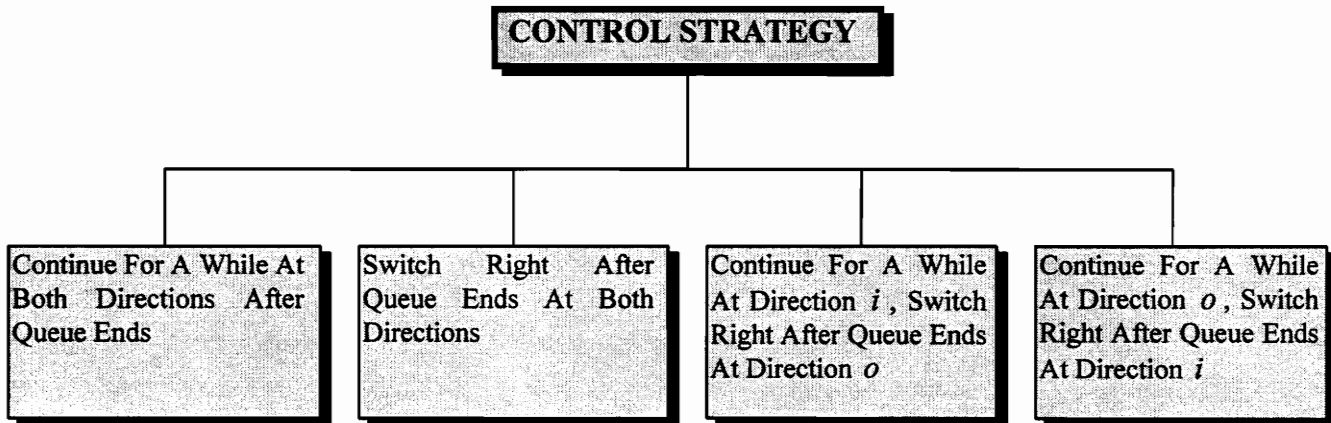 CONTROL STRATEGY
Continue For A While At
Both Directions After
Queue Ends
Switch Right After
Queue Ends At Both
Directions
Continue For A While
At Direction i , Switch
Right After Queue Ends
At Direction o
Continue For A While
At Direction o , Switch
Right After Queue Ends
At Direction i